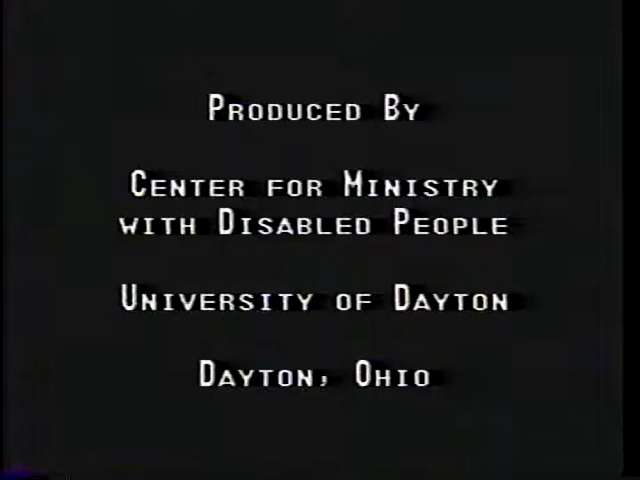 Produced By
Center for Ministry
with Disabled People
University of Dayton
Dayton, Ohio